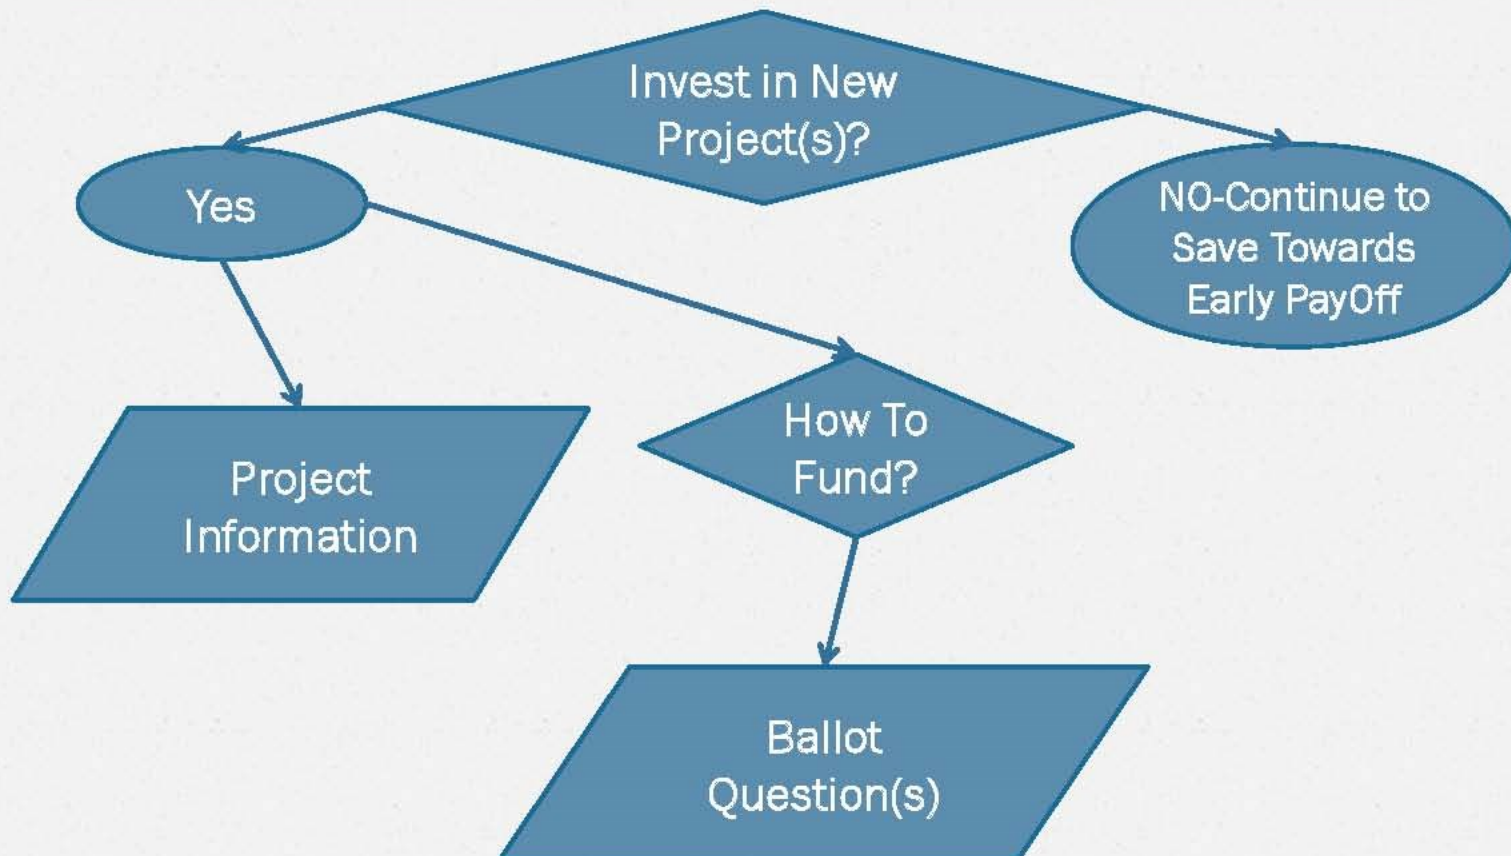 Invest in New
Project(s)?
Yes
NO-Continue to
Save Towards
Early PayOff
How To
Fund?
Project
Information
Ballot
Question(s)